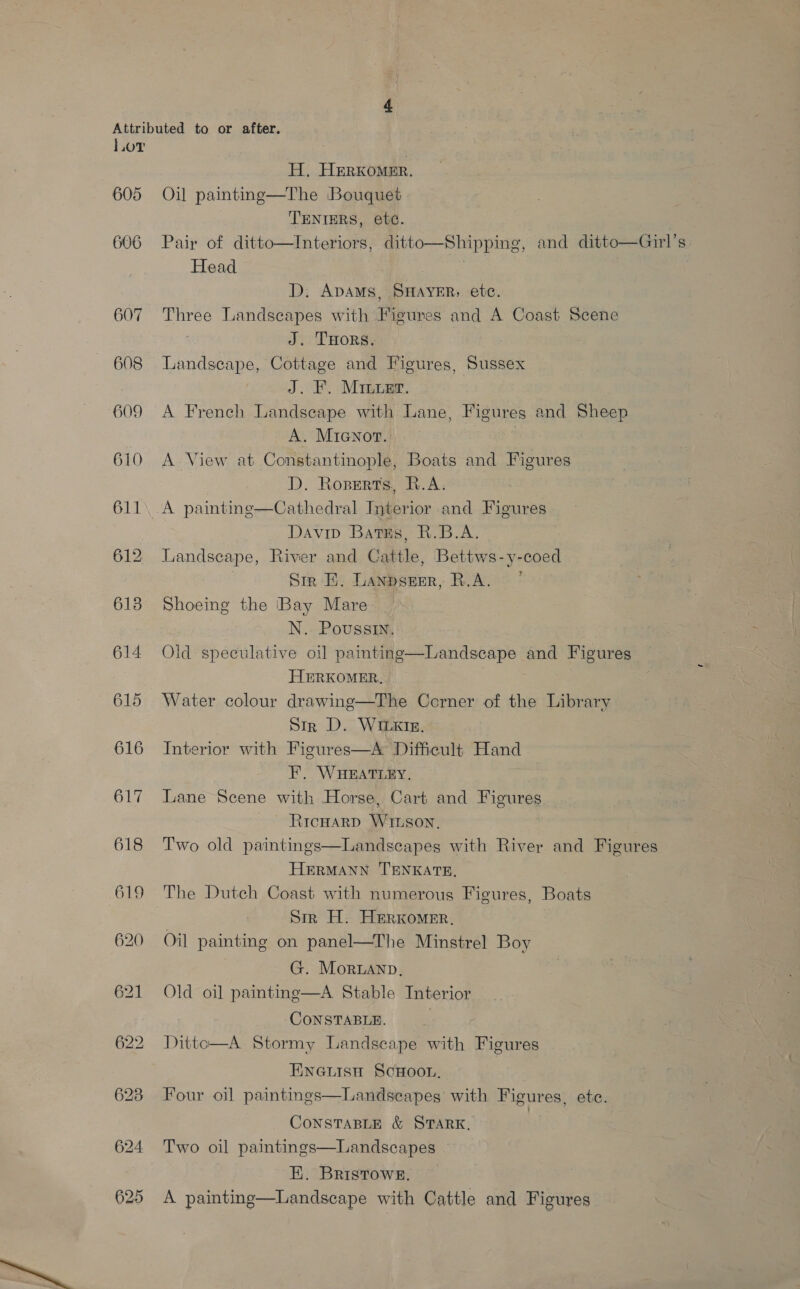 4
Attributed to or after.
LOT
H. HERKOMER.
605 Oil painting—The Bouquet
TENIERS, etc.
606 Pair of ditto—Interiors, ditto—Shipping, and ditto—Girl's
Head
D. ADAMS, SHAYER, etc.
607 Three Landscapes with Figures and A Coast Scene
J. THORS.
608 Landscape, Cottage and Figures, Sussex
J. F. MILLET.
609 A French Landscape with Lane, Figures and Sheep
A. MIGNOT.
610 A View at Constantinople, Boats and Figures
D. ROBERTS, R.A.
611 A painting—Cathedral Interior and Figures
DAVID BATES, R.B.A.
612 Landscape, River and Cattle, Bettws-y-coed
SIR E. LANDSEER, R.A.
613 Shoeing the Bay Mare
N. POUSSIN.
614 Old speculative oil painting—Landscape and Figures
HERKOMER.
615 Water colour drawing—The Corner of the Library
SIR D. WILKIE.
616 Interior with Figures—A Difficult Hand
F. WHEATLEY.
617 Lane Scene with Horse, Cart and Figures
RICHARD WILSON.
618 Two old paintings—Landscapes with River and Figures
HERMANN TENKATE.
619 The Dutch Coast with numerous Figures, Boats
SIR H. HERKOMER.
620 Oil painting on panel—The Minstrel Boy
G. MORLAND.
621 Old oil painting—A Stable Interior
CONSTABLE.
622 Ditto—A Stormy Landscape with Figures
ENGLISH SCHOOL.
623 Four oil paintings—Landscapes with Figures, etc.
CONSTABLE & STARK.
624 Two oil paintings—Landscapes
E. BRISTOWE.
625 A painting—Landscape with Cattle and Figures